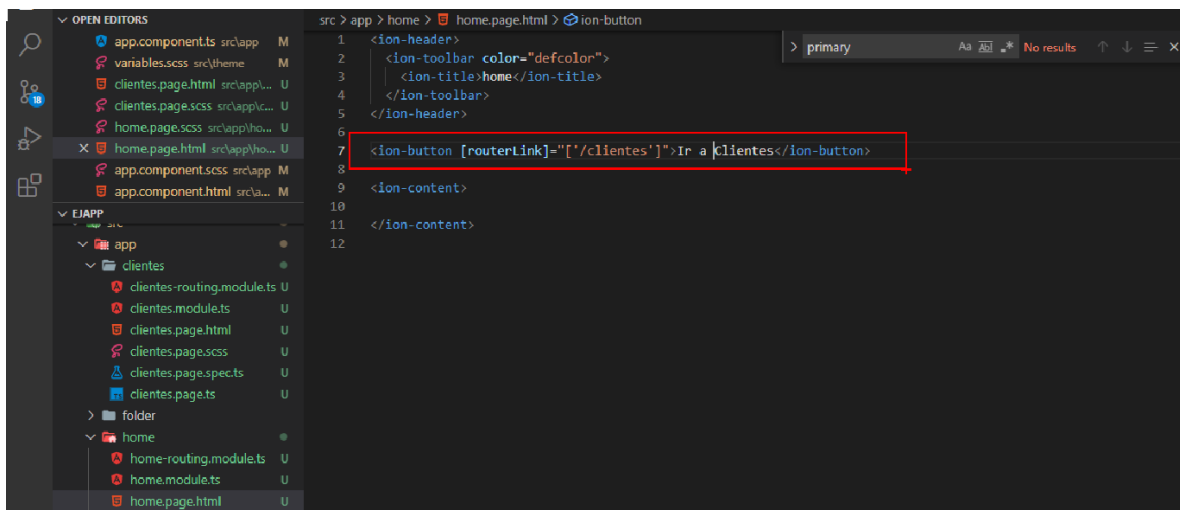 OPEN EDITORS
app.component.ts src\app M
variables.scss src\theme M
clientes.page.html src\app\... U
clientes.page.scss src\app\c... U
home.page.scss src\app\ho... U
home.page.html src\app\ho... U
app.component.scss src\app M
app.component.html src\a... M
18
EJAPP
app
clientes
clientes-routing.module.ts U
clientes.module.ts U
clientes.page.html U
clientes.page.scss U
clientes.page.spec.ts U
clientes.page.ts U
folder
home
home-routing.module.ts U
home.module.ts U
home.page.html U
src > app > home > home.page.html > ion-button
primary Aa Abl .* No results
1 <ion-header>
2 <ion-toolbar color="defcolor">
3 <ion-title>home</ion-title>
4 </ion-toolbar>
5 </ion-header>
6
7 <ion-button [routerLink]="['/clientes']">Ir a Clientes</ion-button>
8
9 <ion-content>
10
11 </ion-content>
12